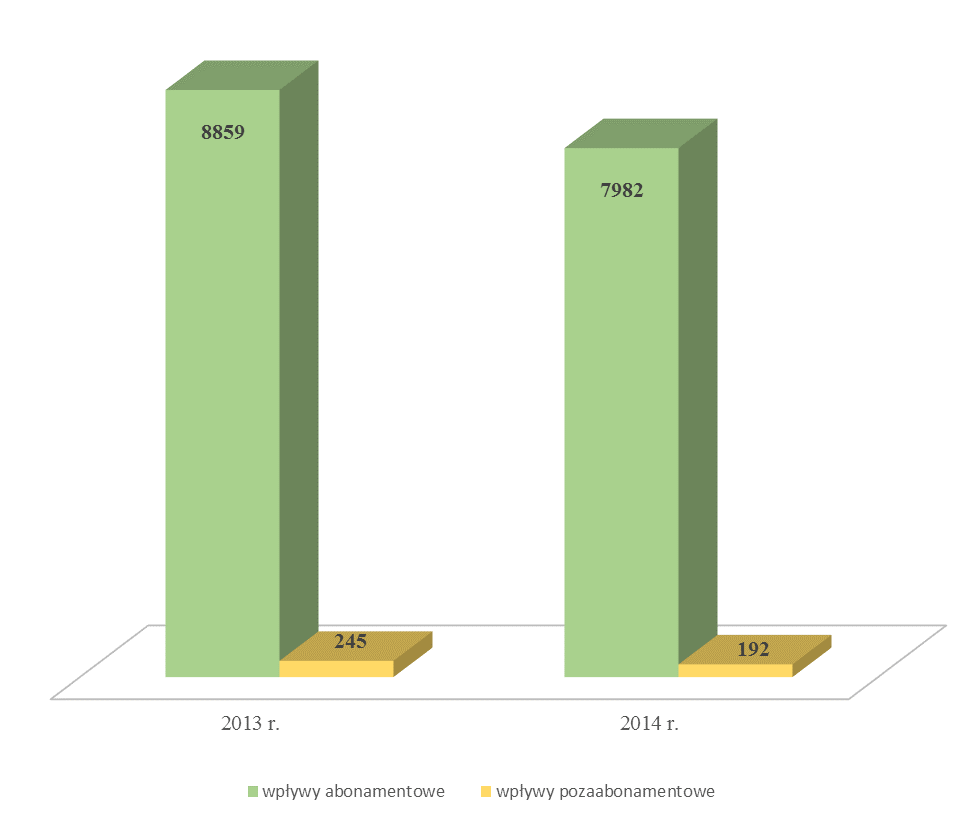 8859
7982
245
192
2013 r.
2014 r.
wpływy abonamentowe
wpływy pozaabonamentowe